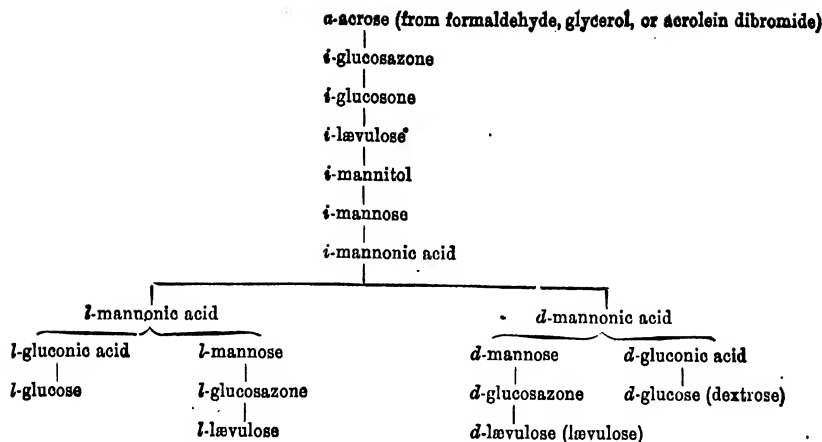 α-acrose (from formaldehyde, glycerol, or acrolein dibromide)
i-glucosazone
i-glucosone
i-lævulose
i-mannitol
i-mannose
i-mannonic acid
l-mannonic acid d-mannonic acid
l-gluconic acid l-mannose d-mannose d-gluconic acid
l-glucose l-glucosazone d-glucosazone d-glucose (dextrose)
l-lævulose d-lævulose (lævulose)